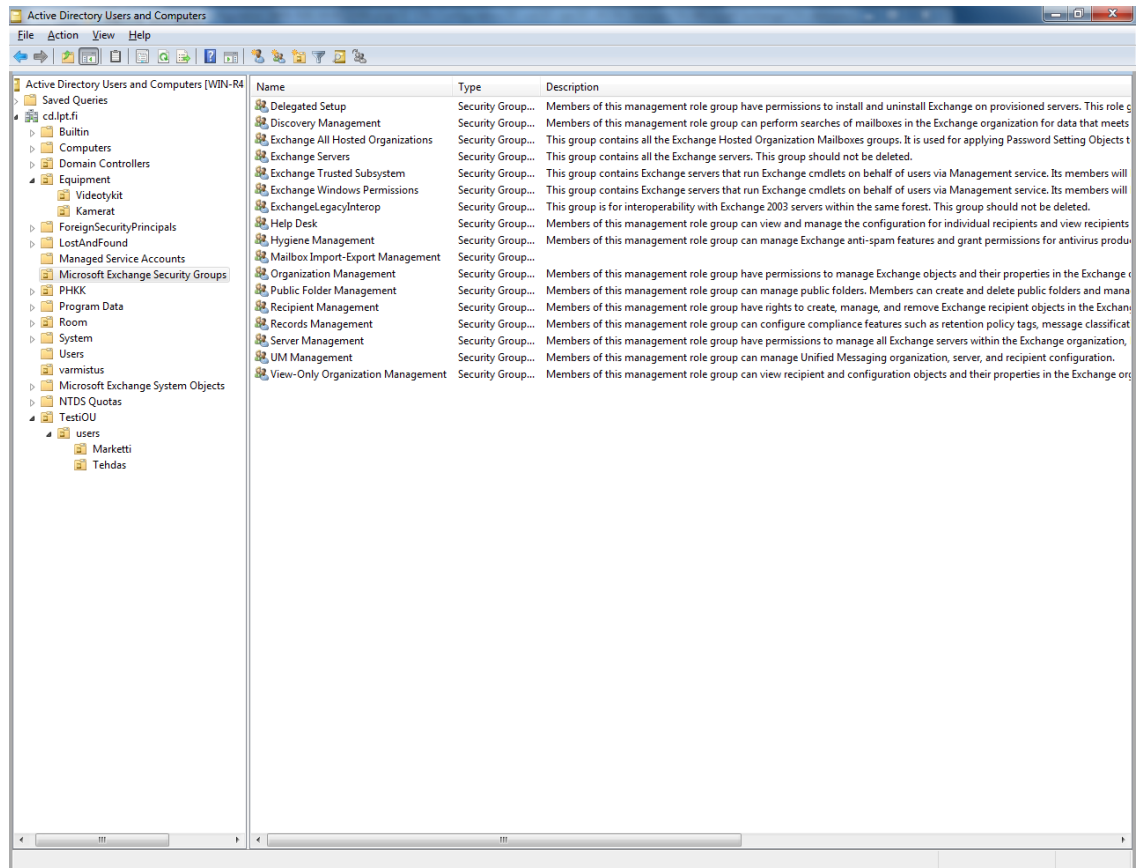 Active Directory Users and Computers
File Action View Help
Active Directory Users and Computers [WIN-R4
Saved Queries
cd.lpt.fi
Builtin
Computers
Domain Controllers
Equipment
Videotykit
Kamerat
ForeignSecurityPrincipals
LostAndFound
Managed Service Accounts
Microsoft Exchange Security Groups
PHKK
Program Data
Room
System
Users
varmistus
Microsoft Exchange System Objects
NTDS Quotas
TestiOU
users
Marketti
Tehdas
Name Type Description
Delegated Setup Security Group... Members of this management role group have permissions to install and uninstall Exchange on provisioned servers. This role g
Discovery Management Security Group... Members of this management role group can perform searches of mailboxes in the Exchange organization for data that meets
Exchange All Hosted Organizations Security Group... This group contains all the Exchange Hosted Organization Mailboxes groups. It is used for applying Password Setting Objects t
Exchange Servers Security Group... This group contains all the Exchange servers. This group should not be deleted.
Exchange Trusted Subsystem Security Group... This group contains Exchange servers that run Exchange cmdlets on behalf of users via Management service. Its members will
Exchange Windows Permissions Security Group... This group contains Exchange servers that run Exchange cmdlets on behalf of users via Management service. Its members will
ExchangeLegacyInterop Security Group... This group is for interoperability with Exchange 2003 servers within the same forest. This group should not be deleted.
Help Desk Security Group... Members of this management role group can view and manage the configuration for individual recipients and view recipients
Hygiene Management Security Group... Members of this management role group can manage Exchange anti-spam features and grant permissions for antivirus produ
Mailbox Import-Export Management Security Group...
Organization Management Security Group... Members of this management role group have permissions to manage Exchange objects and their properties in the Exchange o
Public Folder Management Security Group... Members of this management role group can manage public folders. Members can create and delete public folders and mana
Recipient Management Security Group... Members of this management role group have rights to create, manage, and remove Exchange recipient objects in the Exchan
Records Management Security Group... Members of this management role group can configure compliance features such as retention policy tags, message classificat
Server Management Security Group... Members of this management role group have permissions to manage all Exchange servers within the Exchange organization,
UM Management Security Group... Members of this management role group can manage Unified Messaging organization, server, and recipient configuration.
View-Only Organization Management Security Group... Members of this management role group can view recipient and configuration objects and their properties in the Exchange org